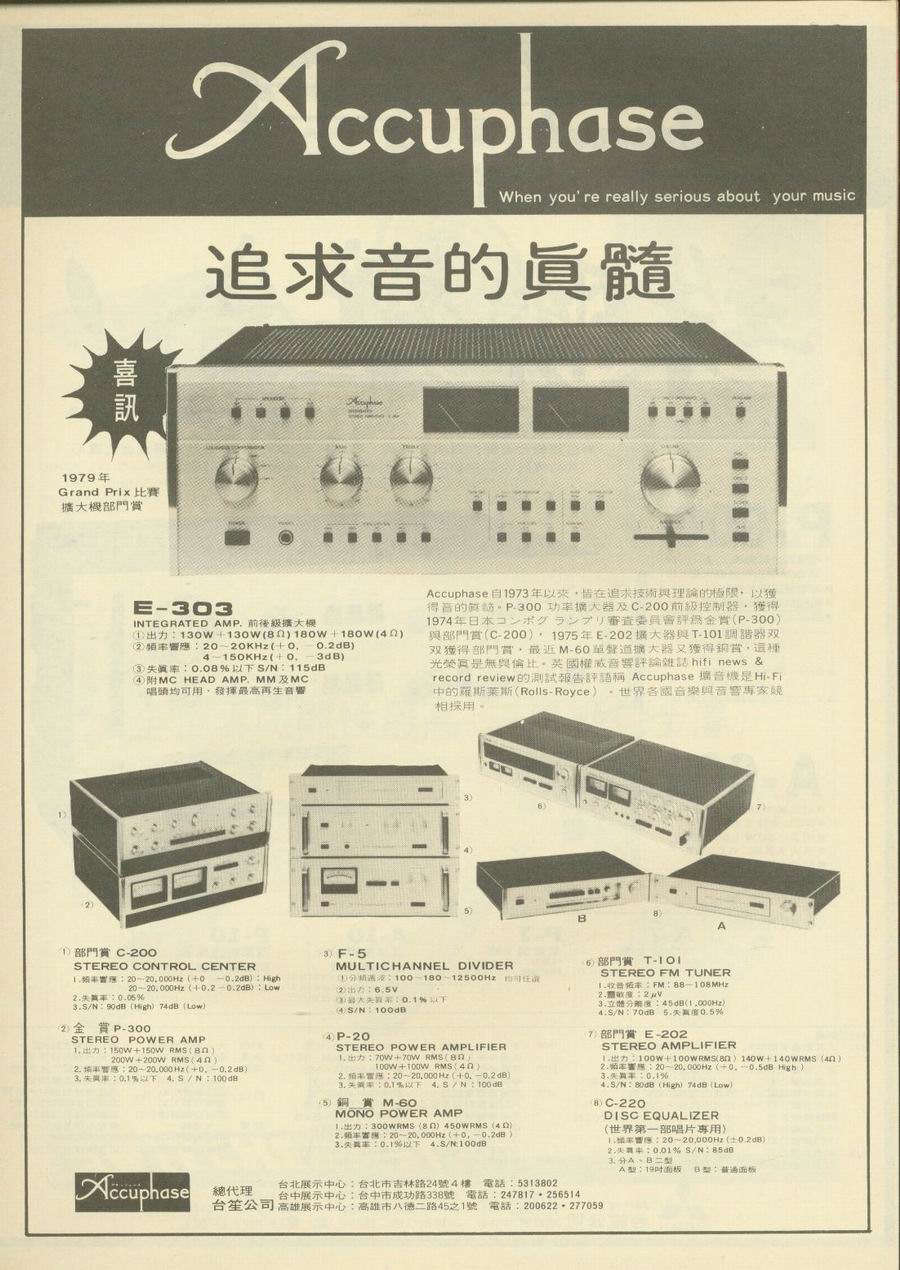 Accuphase
When you're really serious about your music
追求音的眞髓
喜訊
1979年
Grand Prix 比賽
擴大機部門賞
E-303
INTEGRATED AMP. 前後級擴大機
①出力：130W＋130W(8Ω) 180W＋180W(4Ω)
②頻率響應：20～20KHz(＋0, －0.2dB)
4～150KHz(＋0, －3dB)
③失眞率：0.08%以下 S/N：115dB
④附MC HEAD AMP. MM及MC
唱頭均可用，發揮最高再生音響
Accuphase 自1973年以來，皆在追求技術與理論的極限，以獲
得音的眞髓。P-300 功率擴大器及 C-200前級控制器，獲得
1974年日本コンポグランプリ審査委員會評爲金賞(P-300)
與部門賞(C-200)，1975年 E-202擴大器與T-101調諧器双
双獲得部門賞，最近 M-60單聲道擴大器又獲得銅賞，這種
光榮真是無與倫比。英國權威音響評論雜誌 hifi news &
record review的測試報告評語稱 Accuphase 擴音機是Hi-Fi
中的羅斯萊斯(Rolls-Royce)。世界各國音樂與音響專家競
相採用。
1)
2)
3)
4)
5)
6)
7)
B
8)
A
1) 部門賞 C-200
STEREO CONTROL CENTER
1.頻率響應：20～20,000Hz (＋0 －0.2dB)：High
20～20,000Hz (＋0.2 －0.2dB)：Low
2.失眞率：0.05%
3.S/N：90dB (High) 74dB (Low)
2) 金 賞 P-300
STEREO POWER AMP
1.出力：150W＋150W RMS (8Ω)
200W＋200W RMS (4Ω)
2.頻率響應：20～20,000Hz (＋0, －0.2dB)
3.失眞率：0.1%以下 4.S/N：100dB
3) F-5
MULTICHANNEL DIVIDER
①分頻週波：100－180－12500Hz 均可任選
②出力：6.5V
③最大失眞率：0.1%以下
④S/N：100dB
4) P-20
STEREO POWER AMPLIFIER
1.出力：70W＋70W RMS (8Ω)
100W＋100W RMS (4Ω)
2.頻率響應：20～20,000Hz (＋0, －0.2dB)
3.失眞率：0.1%以下 4.S/N：100dB
5) 銅 賞 M-60
MONO POWER AMP
1.出力：300WRMS (8Ω) 450WRMS (4Ω)
2.頻率響應：20～20,000Hz (＋0, －0.2dB)
3.失眞率：0.1%以下 4.S/N:100dB
6) 部門賞 T-101
STEREO FM TUNER
1.收音頻率：FM：88－108MHz
2.靈敏度：2μV
3.立體分離度：45dB(1,000Hz)
4.S/N：70dB 5.失眞度0.5%
7) 部門賞 E-202
STEREO AMPLIFIER
1.出力：100W＋100WRMS(8Ω) 140W＋140WRMS (4Ω)
2.頻率響應：20～20,000Hz (＋0, －0.5dB High)
3.失眞率：0.1%
4.S/N：80dB (High) 74dB (Low)
8) C-220
DISC EQUALIZER
(世界第一部唱片專用)
1.頻率響應：20～20,000Hz (±0.2dB)
2.失眞率：0.01% S/N：85dB
3.分A、B二型
A型：19吋面板 B型：普通面板
Accuphase
總代理
台笙公司
台北展示中心：台北市吉林路24號4樓 電話：5313802
台中展示中心：台中市成功路338號 電話：247817・256514
高雄展示中心：高雄市八德二路45之1號 電話：200622・277059